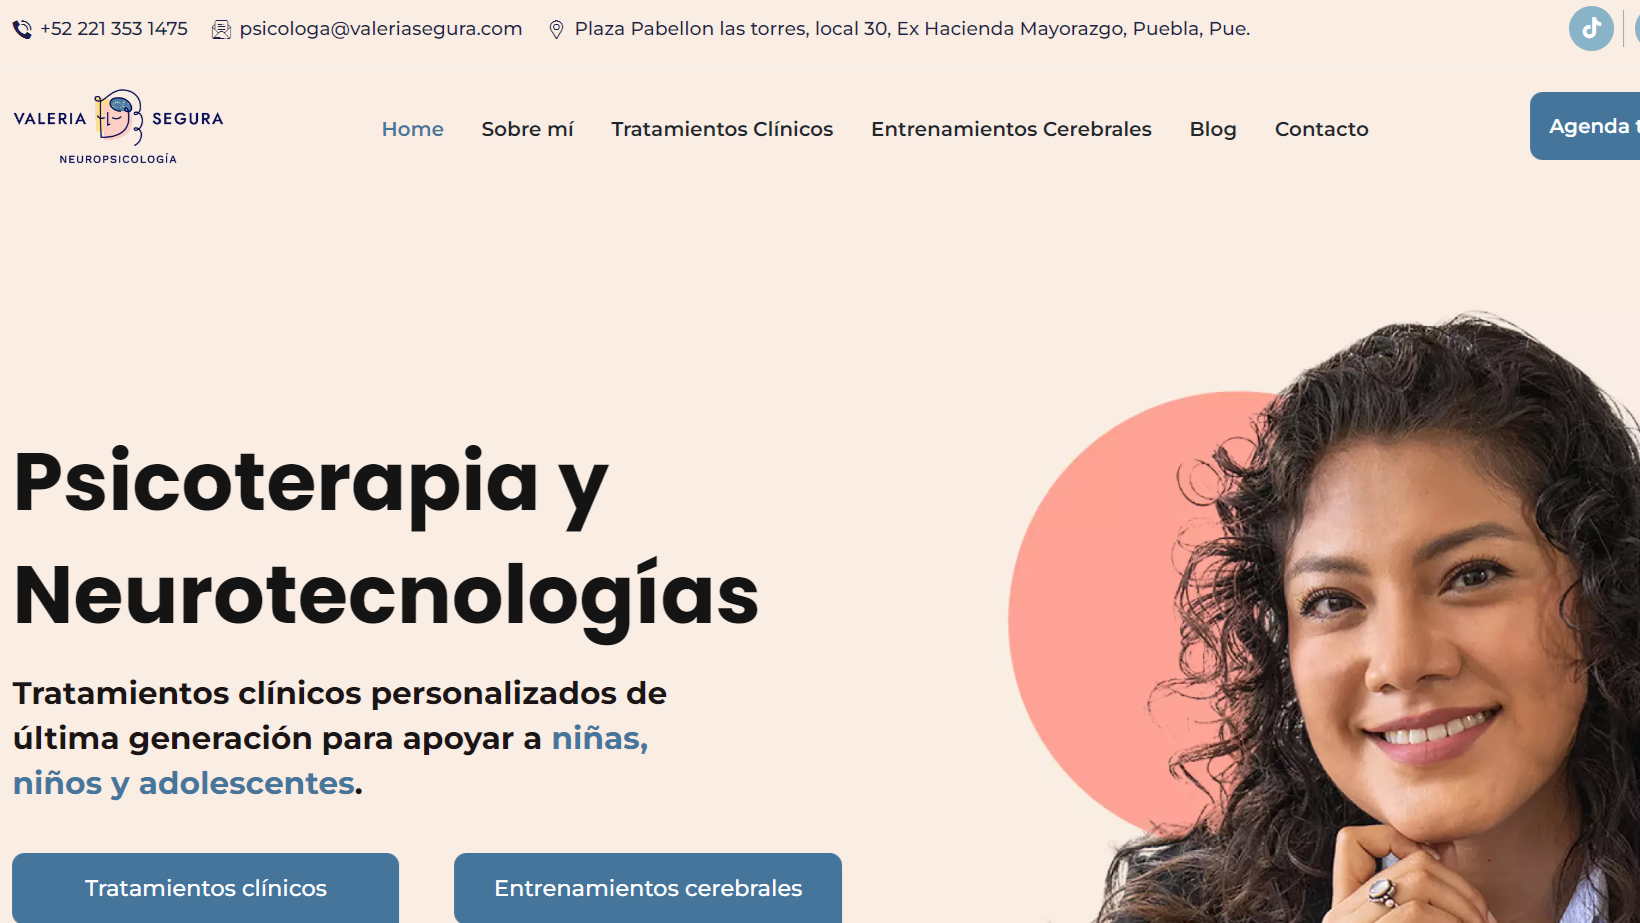 +52 221 353 1475 psicologa@valeriasegura.com Plaza Pabellon las torres, local 30, Ex Hacienda Mayorazgo, Puebla, Pue.
VALERIA SEGURA
NEUROPSICOLOGÍA
Home Sobre mí Tratamientos Clínicos Entrenamientos Cerebrales Blog Contacto
Agenda t
Psicoterapia y
Neurotecnologías
Tratamientos clínicos personalizados de
última generación para apoyar a niñas,
niños y adolescentes.
Tratamientos clínicos
Entrenamientos cerebrales